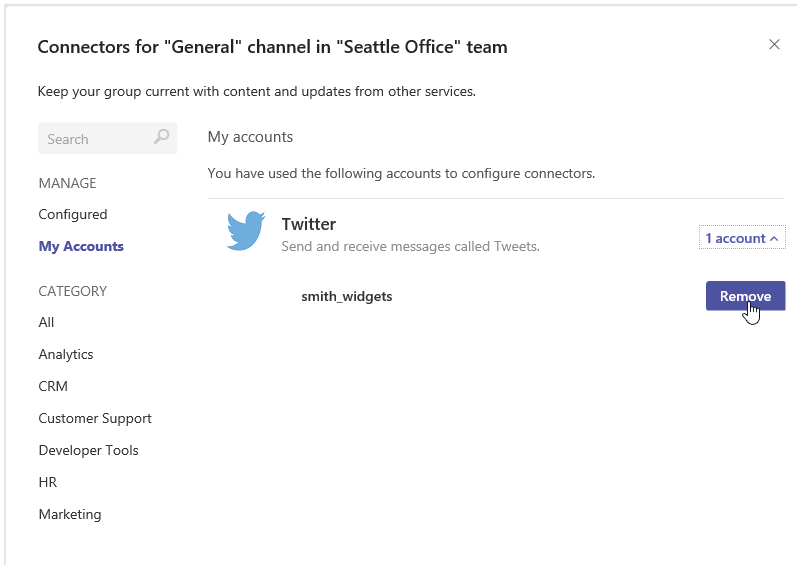 Connectors for "General" channel in "Seattle Office" team
Keep your group current with content and updates from other services.
Search
MANAGE
Configured
My Accounts
CATEGORY
All
Analytics
CRM
Customer Support
Developer Tools
HR
Marketing
My accounts
You have used the following accounts to configure connectors.
Twitter
Send and receive messages called Tweets.
1 account
smith_widgets
Remove